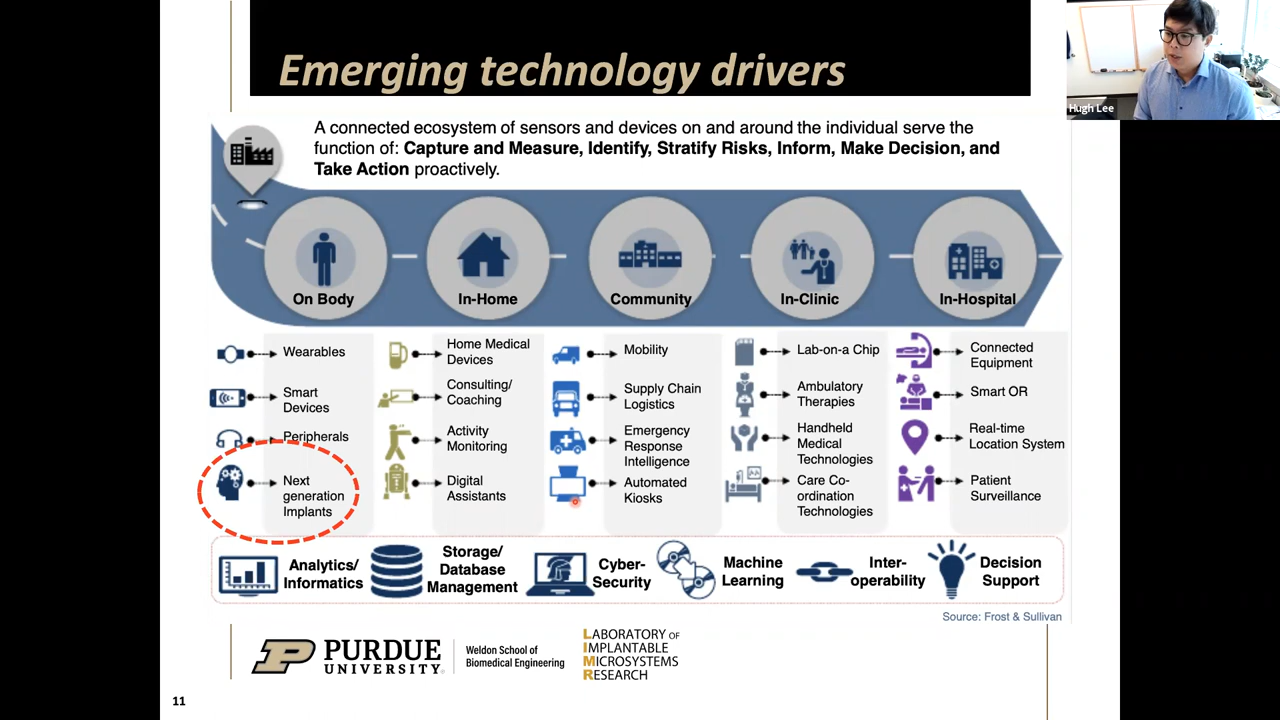 Emerging technology drivers
Hugh Lee
A connected ecosystem of sensors and devices on and around the individual serve the
function of: Capture and Measure, Identify, Stratify Risks, Inform, Make Decision, and
Take Action proactively.
On Body
In-Home
Community
In-Clinic
In-Hospital
Wearables
Smart
Devices
Peripherals
Next
generation
Implants
Home Medical
Devices
Consulting/
Coaching
Activity
Monitoring
Digital
Assistants
Mobility
Supply Chain
Logistics
Emergency
Response
Intelligence
Automated
Kiosks
Lab-on-a Chip
Ambulatory
Therapies
Handheld
Medical
Technologies
Care Co-
ordination
Technologies
Connected
Equipment
Smart OR
Real-time
Location System
Patient
Surveillance
Analytics/
Informatics
Storage/
Database
Management
Cyber-
Security
Machine
Learning
Inter-
operability
Decision
Support
Source: Frost & Sullivan
PURDUE
UNIVERSITY
Weldon School of
Biomedical Engineering
LABORATORY OF
IMPLANTABLE
MICROSYSTEMS
RESEARCH
11